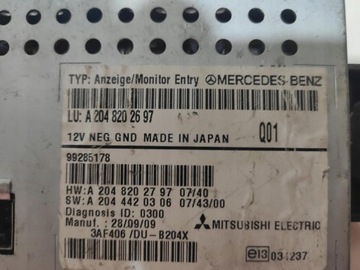 TYP: Anzeige/Monitor Entry MERCEDES-BENZ
LU: A 204 820 26 97
12V NEG GND MADE IN JAPAN Q01
99285178
HW: A 204 820 27 97 07/40
SW: A 204 442 03 06 07/43/00
Diagnosis ID: 0300
Manuf.: 28/09/09 MITSUBISHI ELECTRIC
3AF406 /DU-B204X
e13 034237